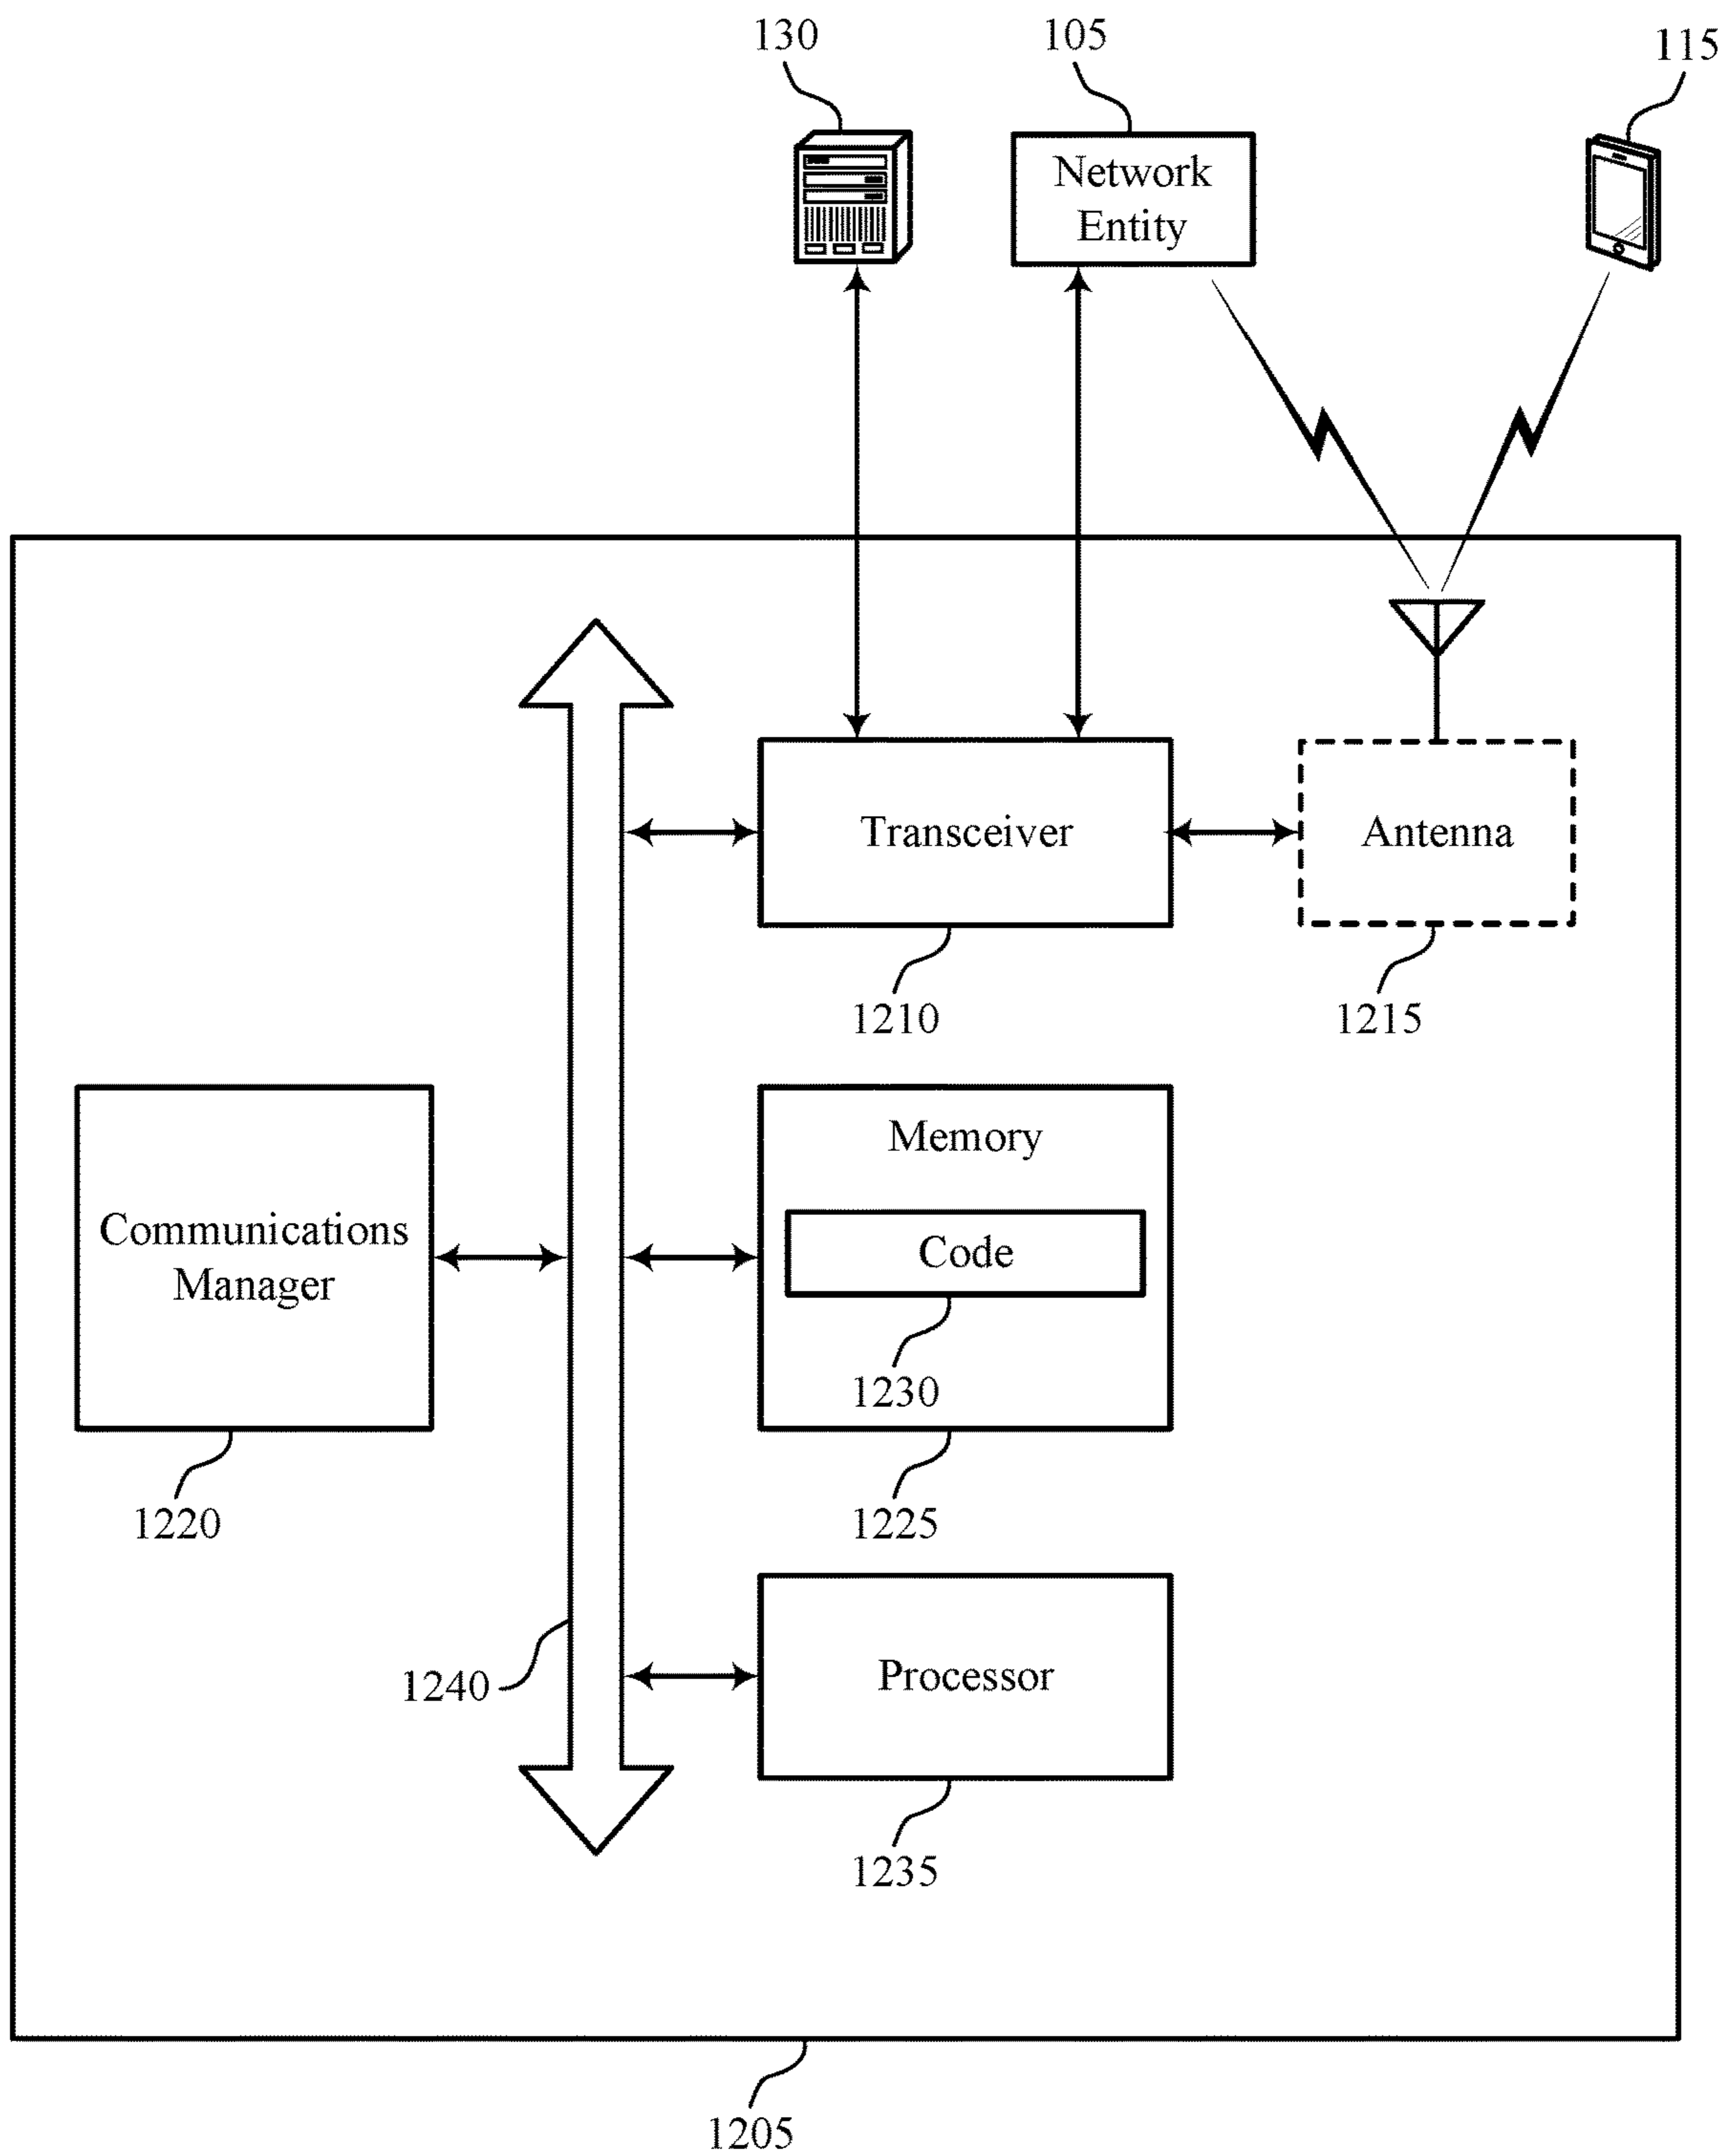 130
105
115
Network
Entity
Transceiver
Antenna
1210
1215
Memory
Communications
Manager
Code
1230
1220
1225
1240
Processor
1235
1205